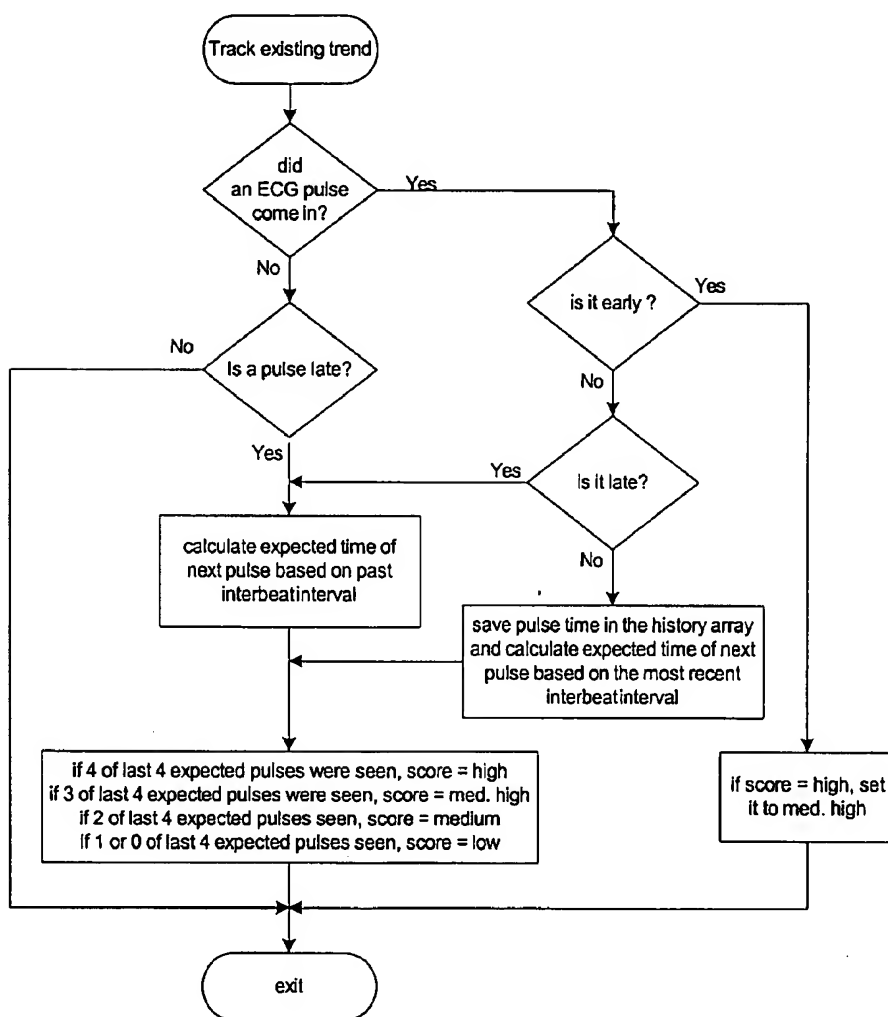 Track existing trend
did
an ECG pulse
come in?
Yes
No
is it early ?
Yes
No
Is a pulse late?
No
Yes
Is it late?
Yes
No
calculate expected time of
next pulse based on past
interbeatinterval
save pulse time in the history array
and calculate expected time of next
pulse based on the most recent
interbeatinterval
if 4 of last 4 expected pulses were seen, score = high
if 3 of last 4 expected pulses were seen, score = med. high
if 2 of last 4 expected pulses seen, score = medium
If 1 or 0 of last 4 expected pulses seen, score = low
if score = high, set
it to med. high
exit